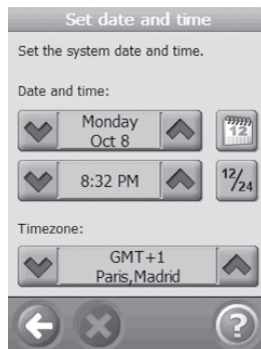 Set date and time
Set the system date and time.
Date and time:
Monday
Oct 8
12
8:32 PM
12/24
Timezone:
GMT+1
Paris,Madrid
?